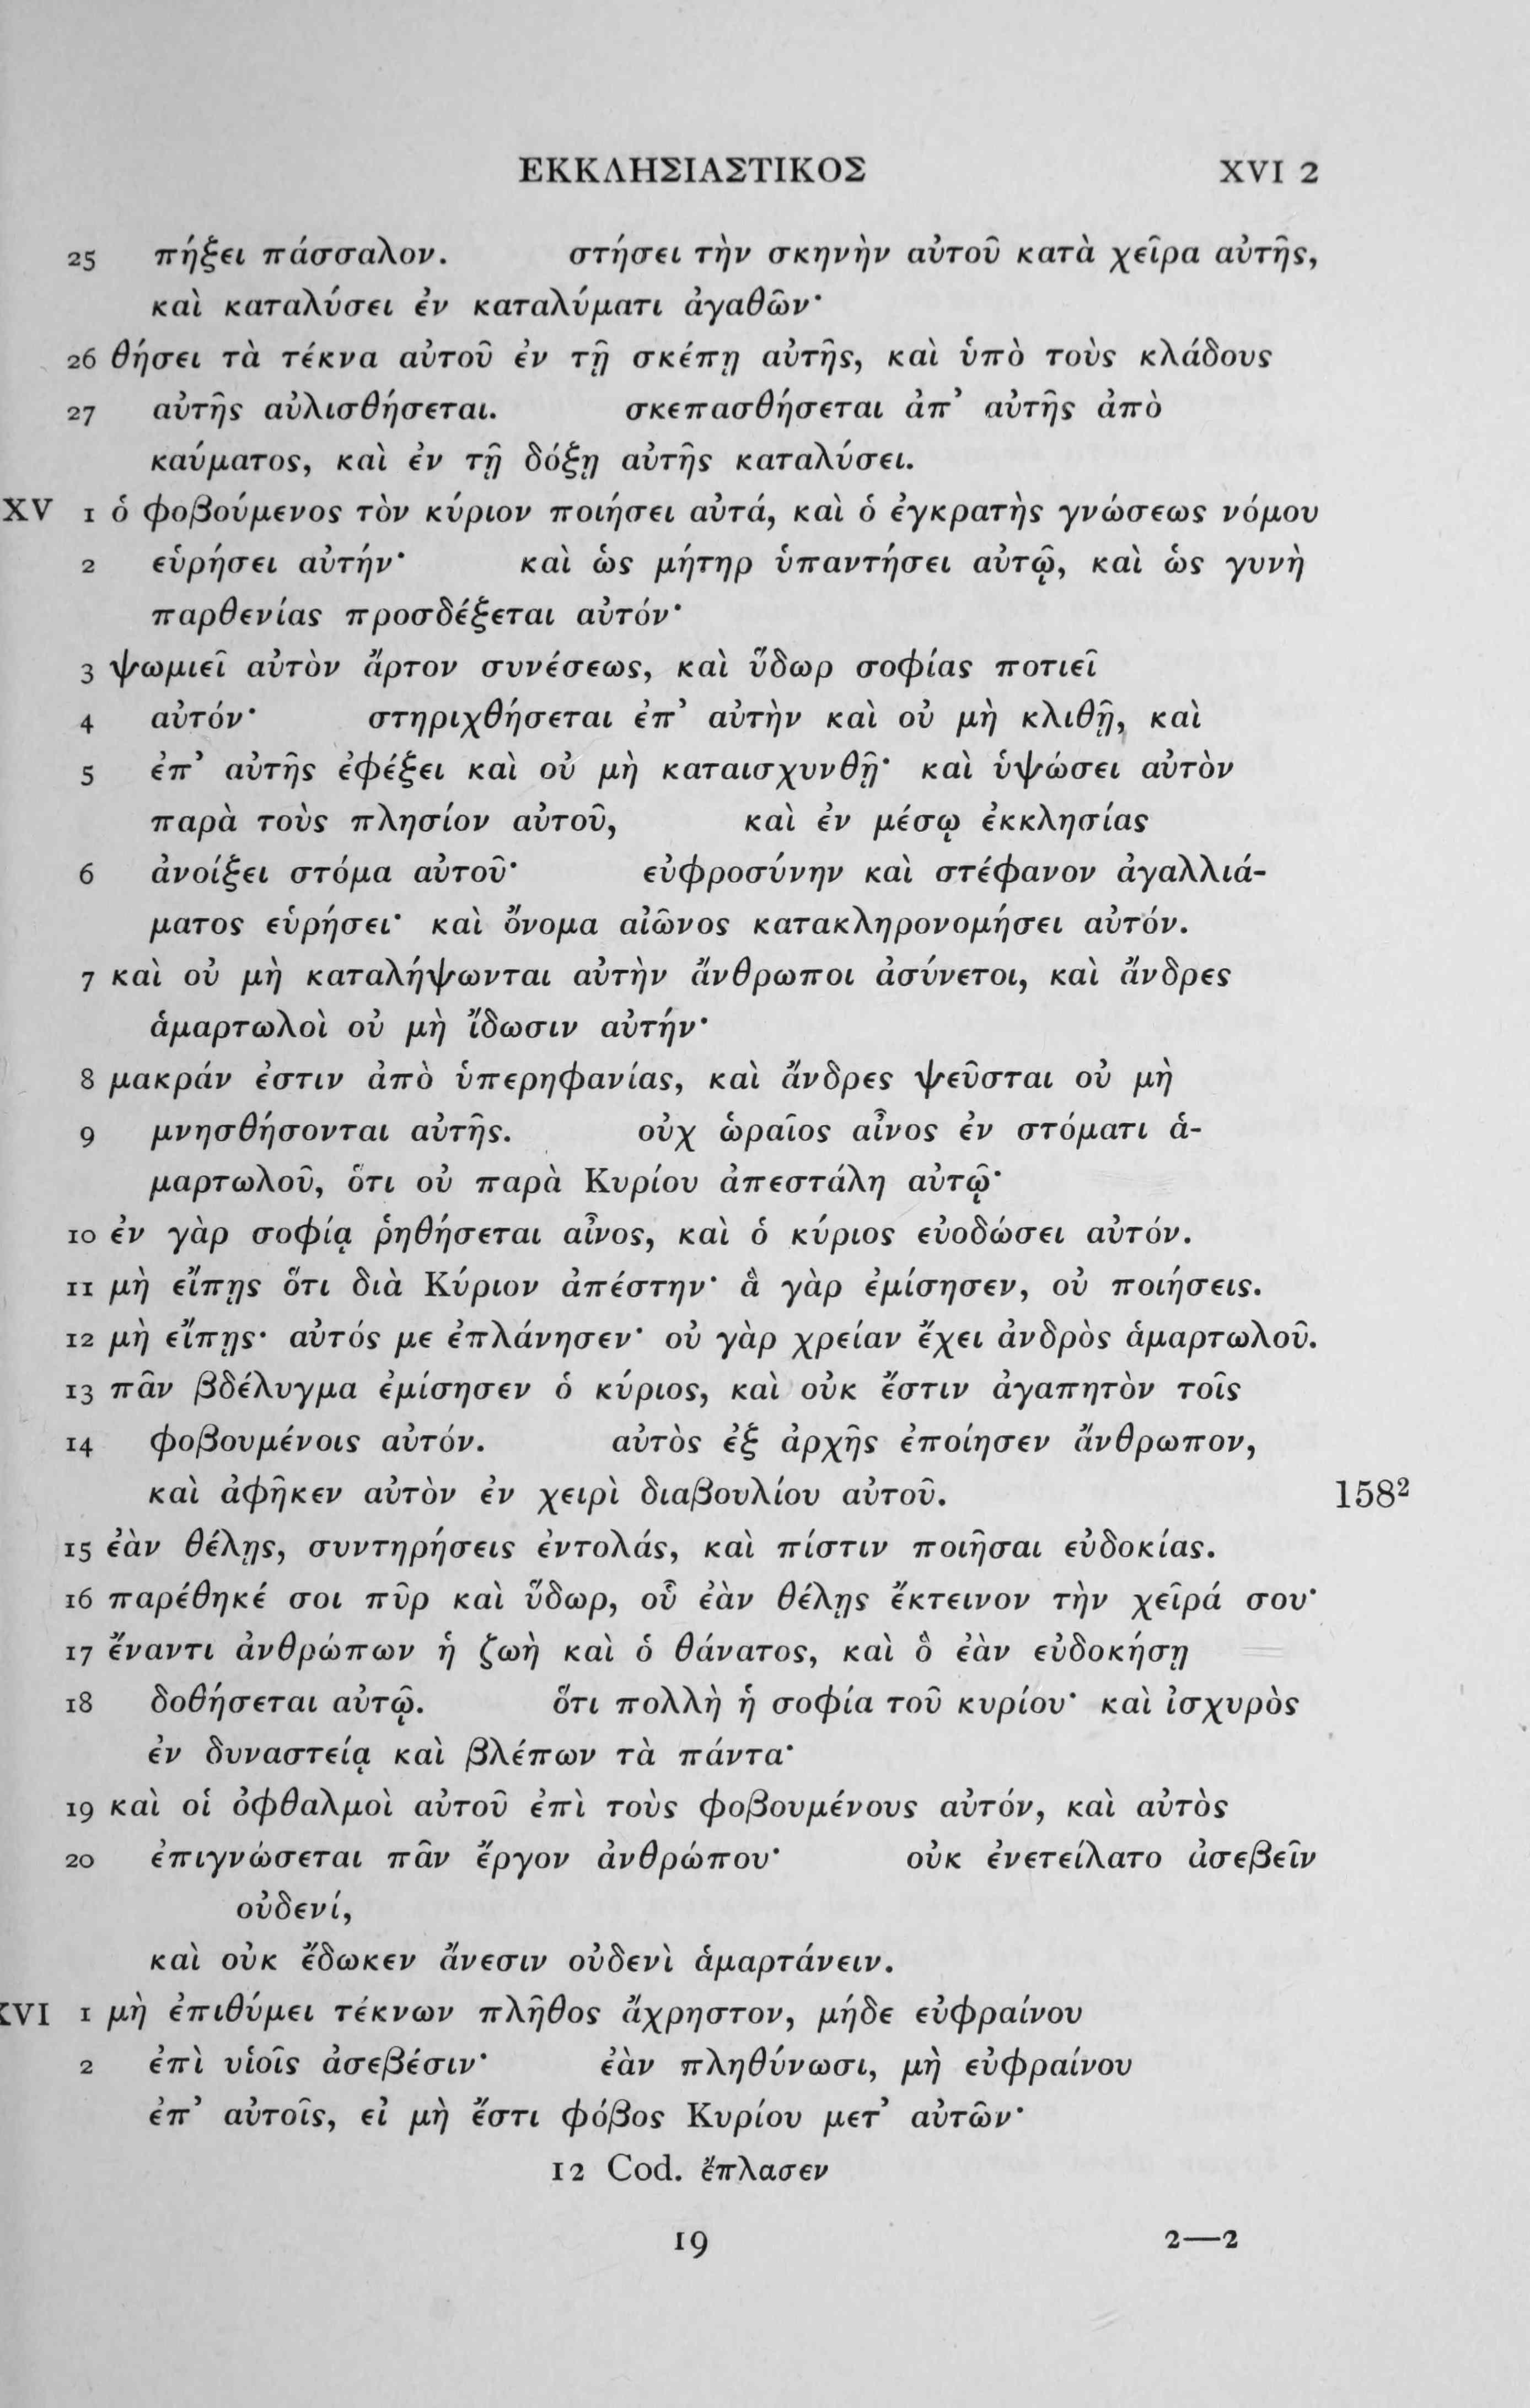 ΕΚΚΛΗΣΙΑΣΤΙΚΟΣ XVI 2
25 πήξει πάσσαλον. στήσει τὴν σκηνὴν αὐτοῦ κατὰ χεῖρα αὐτῆς,
καὶ καταλύσει ἐν καταλύματι ἀγαθῶν·
26 θήσει τὰ τέκνα αὐτοῦ ἐν τῇ σκέπῃ αὐτῆς, καὶ ὑπὸ τοὺς κλάδους
27 αὐτῆς αὐλισθήσεται. σκεπασθήσεται ἀπ’ αὐτῆς ἀπὸ
καύματος, καὶ ἐν τῇ δόξῃ αὐτῆς καταλύσει.
XV 1 ὁ φοβούμενος τὸν κύριον ποιήσει αὐτά, καὶ ὁ ἐγκρατὴς γνώσεως νόμου
2 εὑρήσει αὐτήν· καὶ ὡς μήτηρ ὑπαντήσει αὐτῷ, καὶ ὡς γυνὴ
παρθενίας προσδέξεται αὐτόν·
3 ψωμιεῖ αὐτὸν ἄρτον συνέσεως, καὶ ὕδωρ σοφίας ποτιεῖ
4 αὐτόν· στηριχθήσεται ἐπ’ αὐτὴν καὶ οὐ μὴ κλιθῇ, καὶ
5 ἐπ’ αὐτῆς ἐφέξει καὶ οὐ μὴ καταισχυνθῇ· καὶ ὑψώσει αὐτὸν
παρὰ τοὺς πλησίον αὐτοῦ, καὶ ἐν μέσῳ ἐκκλησίας
6 ἀνοίξει στόμα αὐτοῦ· εὐφροσύνην καὶ στέφανον ἀγαλλιά-
ματος εὑρήσει· καὶ ὄνομα αἰῶνος κατακληρονομήσει αὐτόν.
7 καὶ οὐ μὴ καταλήψωνται αὐτὴν ἄνθρωποι ἀσύνετοι, καὶ ἄνδρες
ἁμαρτωλοὶ οὐ μὴ ἴδωσιν αὐτήν·
8 μακράν ἐστιν ἀπὸ ὑπερηφανίας, καὶ ἄνδρες ψεῦσται οὐ μὴ
9 μνησθήσονται αὐτῆς. οὐχ ὡραῖος αἶνος ἐν στόματι ἁ-
μαρτωλοῦ, ὅτι οὐ παρὰ Κυρίου ἀπεστάλη αὐτῷ·
10 ἐν γὰρ σοφίᾳ ῥηθήσεται αἶνος, καὶ ὁ κύριος εὐοδώσει αὐτόν.
11 μὴ εἴπῃς ὅτι διὰ Κύριον ἀπέστην· ἃ γὰρ ἐμίσησεν, οὐ ποιήσεις.
12 μὴ εἴπῃς· αὐτός με ἐπλάνησεν· οὐ γὰρ χρείαν ἔχει ἀνδρὸς ἁμαρτωλοῦ.
13 πᾶν βδέλυγμα ἐμίσησεν ὁ κύριος, καὶ οὐκ ἔστιν ἀγαπητὸν τοῖς
14 φοβουμένοις αὐτόν. αὐτὸς ἐξ ἀρχῆς ἐποίησεν ἄνθρωπον,
καὶ ἀφῆκεν αὐτὸν ἐν χειρὶ διαβουλίου αὐτοῦ. 158²
15 ἐὰν θέλῃς, συντηρήσεις ἐντολάς, καὶ πίστιν ποιῆσαι εὐδοκίας.
16 παρέθηκέ σοι πῦρ καὶ ὕδωρ, οὗ ἐὰν θέλῃς ἔκτεινον τὴν χεῖρά σου·
17 ἔναντι ἀνθρώπων ἡ ζωὴ καὶ ὁ θάνατος, καὶ ὃ ἐὰν εὐδοκήσῃ
18 δοθήσεται αὐτῷ. ὅτι πολλὴ ἡ σοφία τοῦ κυρίου· καὶ ἰσχυρὸς
ἐν δυναστείᾳ καὶ βλέπων τὰ πάντα·
19 καὶ οἱ ὀφθαλμοὶ αὐτοῦ ἐπὶ τοὺς φοβουμένους αὐτόν, καὶ αὐτὸς
20 ἐπιγνώσεται πᾶν ἔργον ἀνθρώπου· οὐκ ἐνετείλατο ἀσεβεῖν
οὐδενί,
καὶ οὐκ ἔδωκεν ἄνεσιν οὐδενὶ ἁμαρτάνειν.
XVI 1 μὴ ἐπιθύμει τέκνων πλῆθος ἄχρηστον, μήδε εὐφραίνου
2 ἐπὶ υἱοῖς ἀσεβέσιν· ἐὰν πληθύνωσι, μὴ εὐφραίνου
ἐπ’ αὐτοῖς, εἰ μὴ ἔστι φόβος Κυρίου μετ’ αὐτῶν·
12 Cod. ἔπλασεν
19 2—2